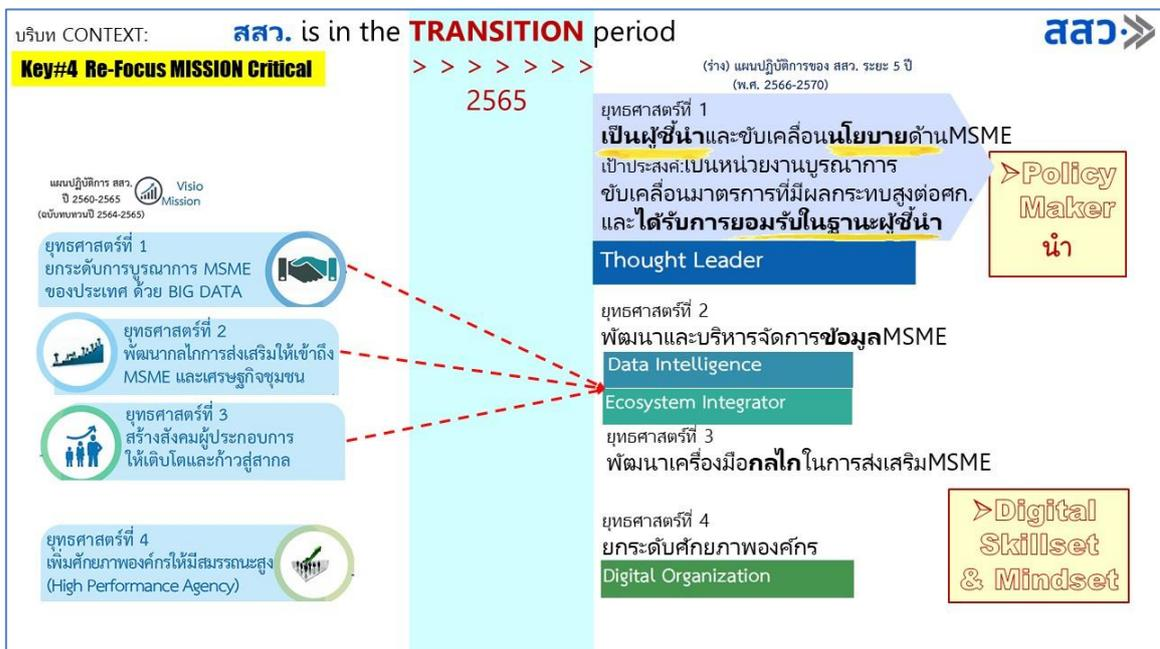 บริบท CONTEXT:
สสว. is in the TRANSITION period
สสว.
Key#4 Re-Focus MISSION Critical
> > > > > > >
2565
(ร่าง) แผนปฏิบัติการของ สสว. ระยะ 5 ปี
(พ.ศ. 2566-2570)
แผนปฏิบัติการ สสว.
ปี 2560-2565
(ฉบับทบทวนปี 2564-2565)
Visio
Mission
ยุทธศาสตร์ที่ 1
ยกระดับการบูรณาการ MSME
ของประเทศ ด้วย BIG DATA
ยุทธศาสตร์ที่ 2
พัฒนากลไกการส่งเสริมให้เข้าถึง
MSME และเศรษฐกิจชุมชน
ยุทธศาสตร์ที่ 3
สร้างสังคมผู้ประกอบการ
ให้เติบโตและก้าวสู่สากล
ยุทธศาสตร์ที่ 4
เพิ่มศักยภาพองค์กรให้มีสมรรถนะสูง
(High Performance Agency)
ยุทธศาสตร์ที่ 1
เป็นผู้ชี้นำและขับเคลื่อนนโยบายด้านMSME
เป้าประสงค์:เป็นหน่วยงานบูรณาการ
ขับเคลื่อนมาตรการที่มีผลกระทบสูงต่อศก.
และได้รับการยอมรับในฐานะผู้ชี้นำ
Thought Leader
ยุทธศาสตร์ที่ 2
พัฒนาและบริหารจัดการข้อมูลMSME
Data Intelligence
Ecosystem Integrator
ยุทธศาสตร์ที่ 3
พัฒนาเครื่องมือกลไกในการส่งเสริมMSME
ยุทธศาสตร์ที่ 4
ยกระดับศักยภาพองค์กร
Digital Organization
➢Policy
Maker
นำ
➢Digital
Skillset
& Mindset